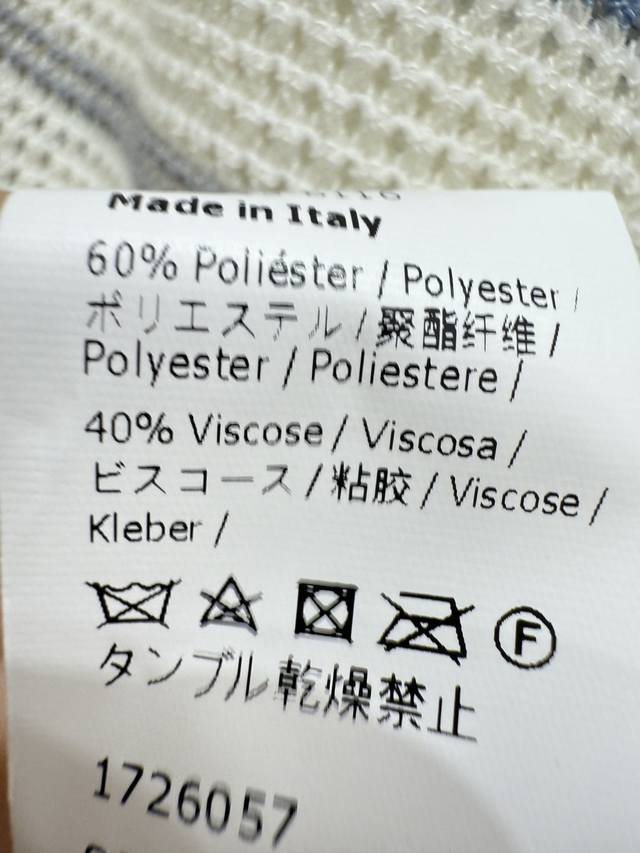 Made in Italy
60% Poliéster / Polyester /
ポリエステル / 聚酯纤维 /
Polyester / Poliestere /
40% Viscose / Viscosa /
ビスコース / 粘胶 / Viscose /
Kleber /
F
タンブル乾燥禁止
1726057